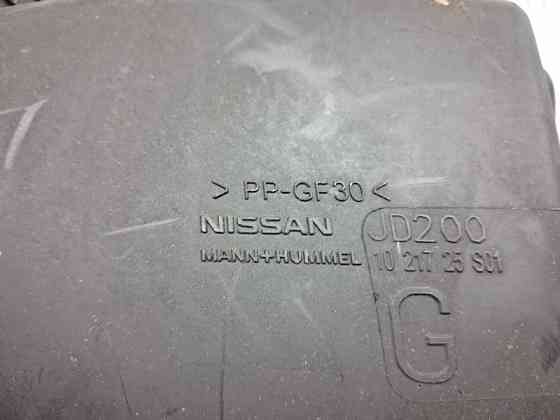 > PP-GF30 <
NISSAN JD200
MANN+HUMMEL 10 217 25 S01
G